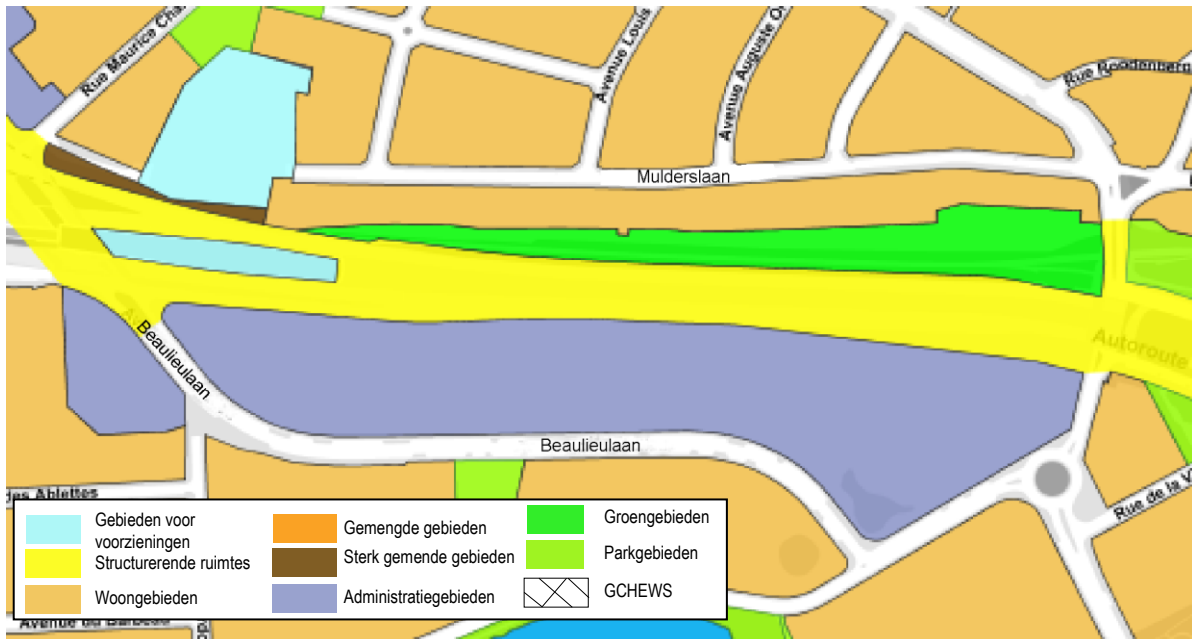 Rue Maurice Cha
Avenue Louis
Avenue Auguste O
Rue Roodenberg
Mulderslaan
Autoroute
Beaulieulaan
Beaulieulaan
des Ablettes
Rue de la V
Gebieden voor
voorzieningen
Structurerende ruimtes
Woongebieden
Gemengde gebieden
Sterk gemende gebieden
Administratiegebieden
Groengebieden
Parkgebieden
GCHEWS
Avenue du Barbeau